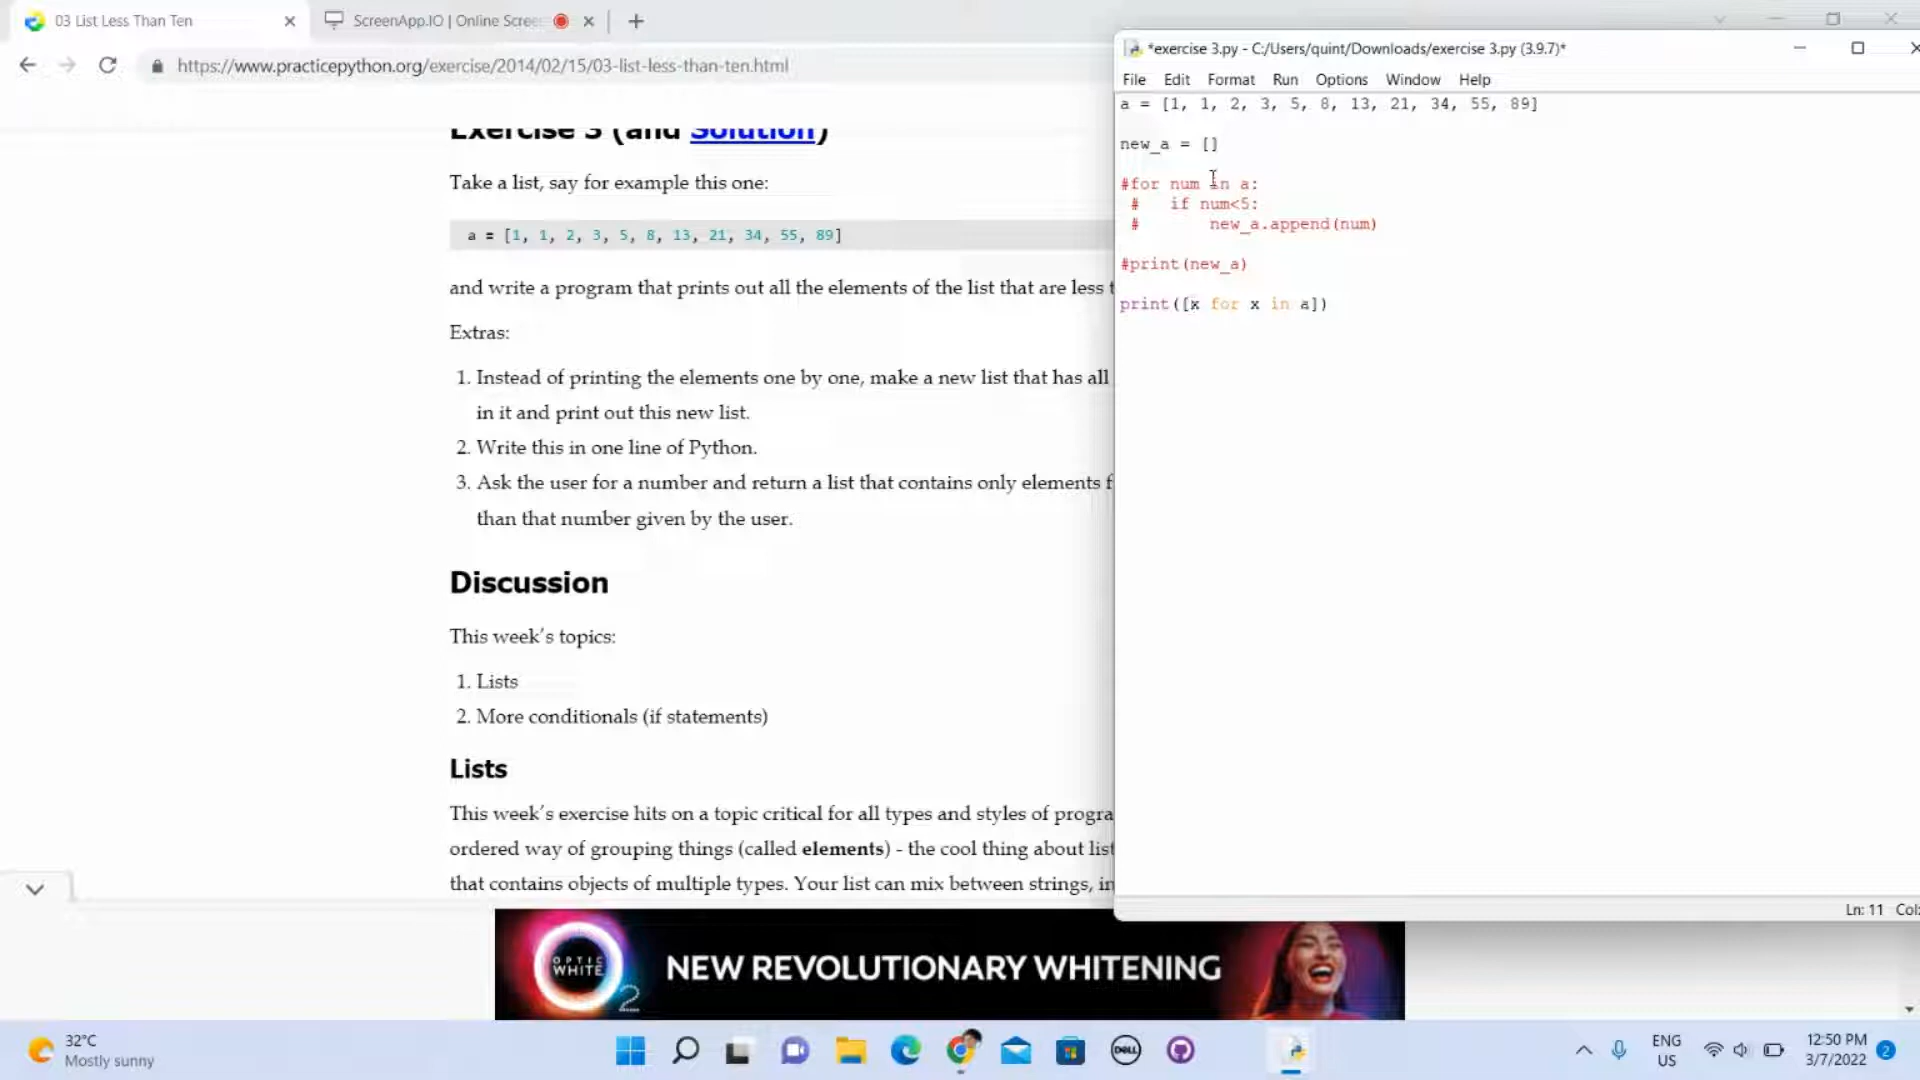 03 List Less Than Ten
ScreenApp.IO | Online Scree
https://www.practicepython.org/exercise/2014/02/15/03-list-less-than-ten.html
Exercise 3 (and Solution)
Take a list, say for example this one:
a = [1, 1, 2, 3, 5, 8, 13, 21, 34, 55, 89]
and write a program that prints out all the elements of the list that are less t
Extras:
1. Instead of printing the elements one by one, make a new list that has all
in it and print out this new list.
2. Write this in one line of Python.
3. Ask the user for a number and return a list that contains only elements f
than that number given by the user.
Discussion
This week's topics:
1. Lists
2. More conditionals (if statements)
Lists
This week's exercise hits on a topic critical for all types and styles of progra
ordered way of grouping things (called elements) - the cool thing about list
that contains objects of multiple types. Your list can mix between strings, in
*exercise 3.py - C:/Users/quint/Downloads/exercise 3.py (3.9.7)*
File Edit Format Run Options Window Help
a = [1, 1, 2, 3, 5, 8, 13, 21, 34, 55, 89]
new_a = []
#for num in a:
#   if num<5:
#       new_a.append(num)
#print(new_a)
print([x for x in a])
Ln: 11 Col:
OPTIC
WHITE
O
2
NEW REVOLUTIONARY WHITENING
32°C
Mostly sunny
DELL
ENG
US
12:50 PM
3/7/2022
2